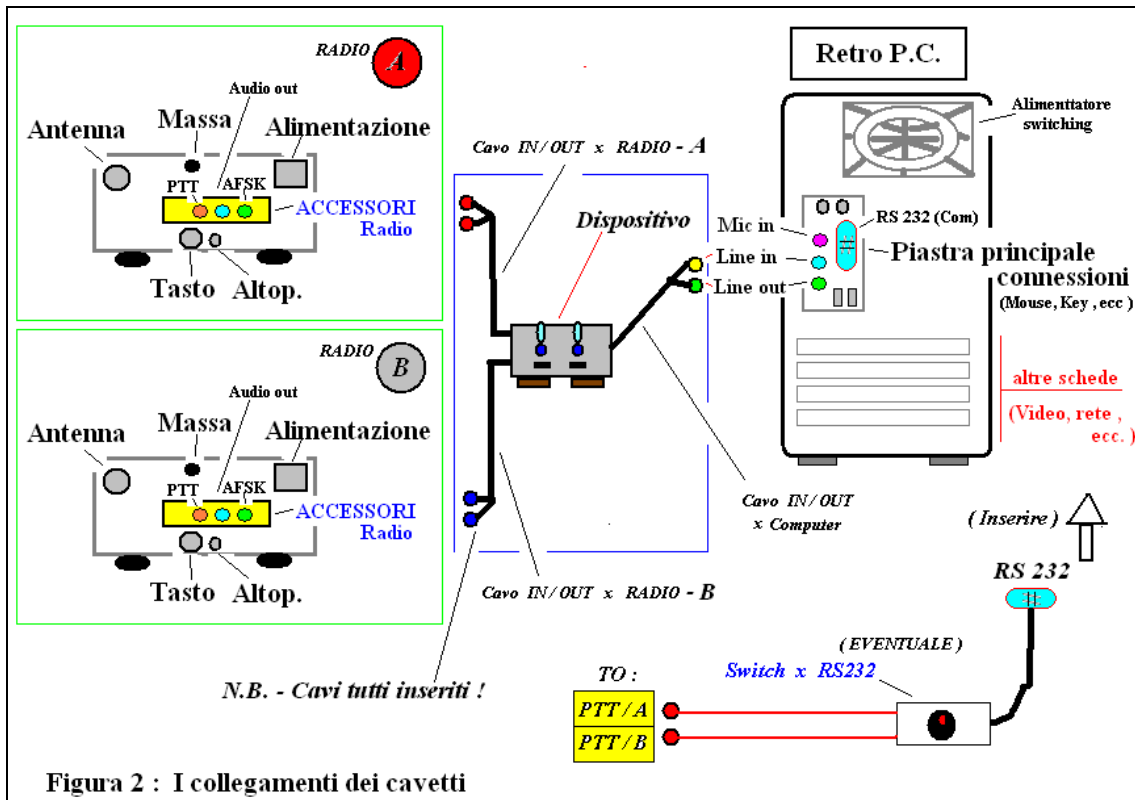 RADIO
A
Audio out
Antenna
Massa
Alimentazione
PTT
AFSK
ACCESSORI
Radio
Tasto
Altop.
RADIO
B
Audio out
Antenna
Massa
Alimentazione
PTT
AFSK
ACCESSORI
Radio
Tasto
Altop.
Cavo IN/OUT x RADIO - A
Dispositivo
Cavo IN/OUT
x Computer
Cavo IN/OUT x RADIO - B
N.B. - Cavi tutti inseriti !
Retro P.C.
Alimenttatore
switching
RS 232 (Com)
Mic in
Line in
Line out
Piastra principale
connessioni
(Mouse, Key , ecc )
altre schede
(Video, rete ,
ecc. )
( Inserire )
RS 232
( EVENTUALE )
Switch x RS232
TO :
PTT / A
PTT / B
Figura 2 : I collegamenti dei cavetti